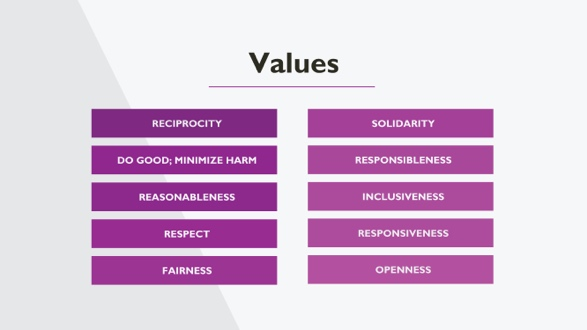 Values
RECIPROCITY
DO GOOD; MINIMIZE HARM
REASONABLENESS
RESPECT
FAIRNESS
SOLIDARITY
RESPONSIBLENESS
INCLUSIVENESS
RESPONSIVENESS
OPENNESS